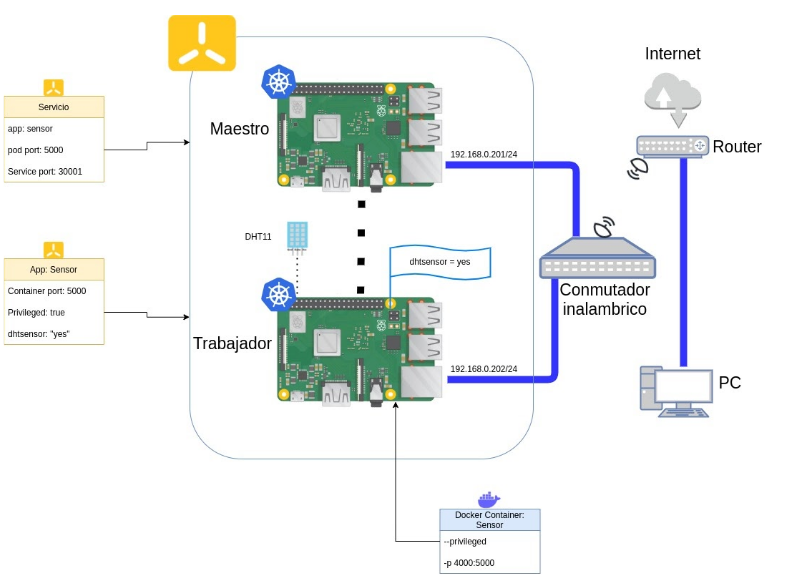 Internet
Router
Servicio
app: sensor
pod port: 5000
Service port: 30001
Maestro
192.168.0.201/24
DHT11
dhtsensor = yes
App: Sensor
Container port: 5000
Privileged: true
dhtsensor: "yes"
Trabajador
192.168.0.202/24
Conmutador
inalambrico
PC
Docker Container:
Sensor
--privileged
-p 4000:5000